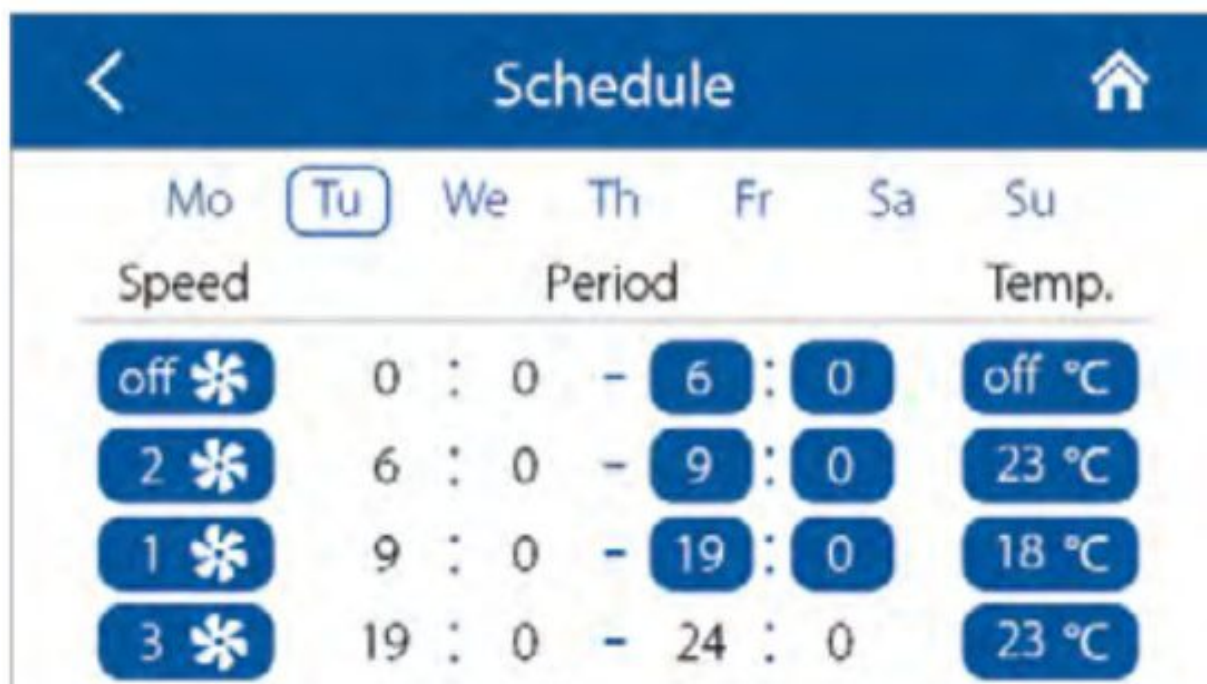 Schedule
Mo Tu We Th Fr Sa Su
Speed Period Temp.
off 0 : 0 - 6 : 0 off °C
2 6 : 0 - 9 : 0 23 °C
1 9 : 0 - 19 : 0 18 °C
3 19 : 0 - 24 : 0 23 °C